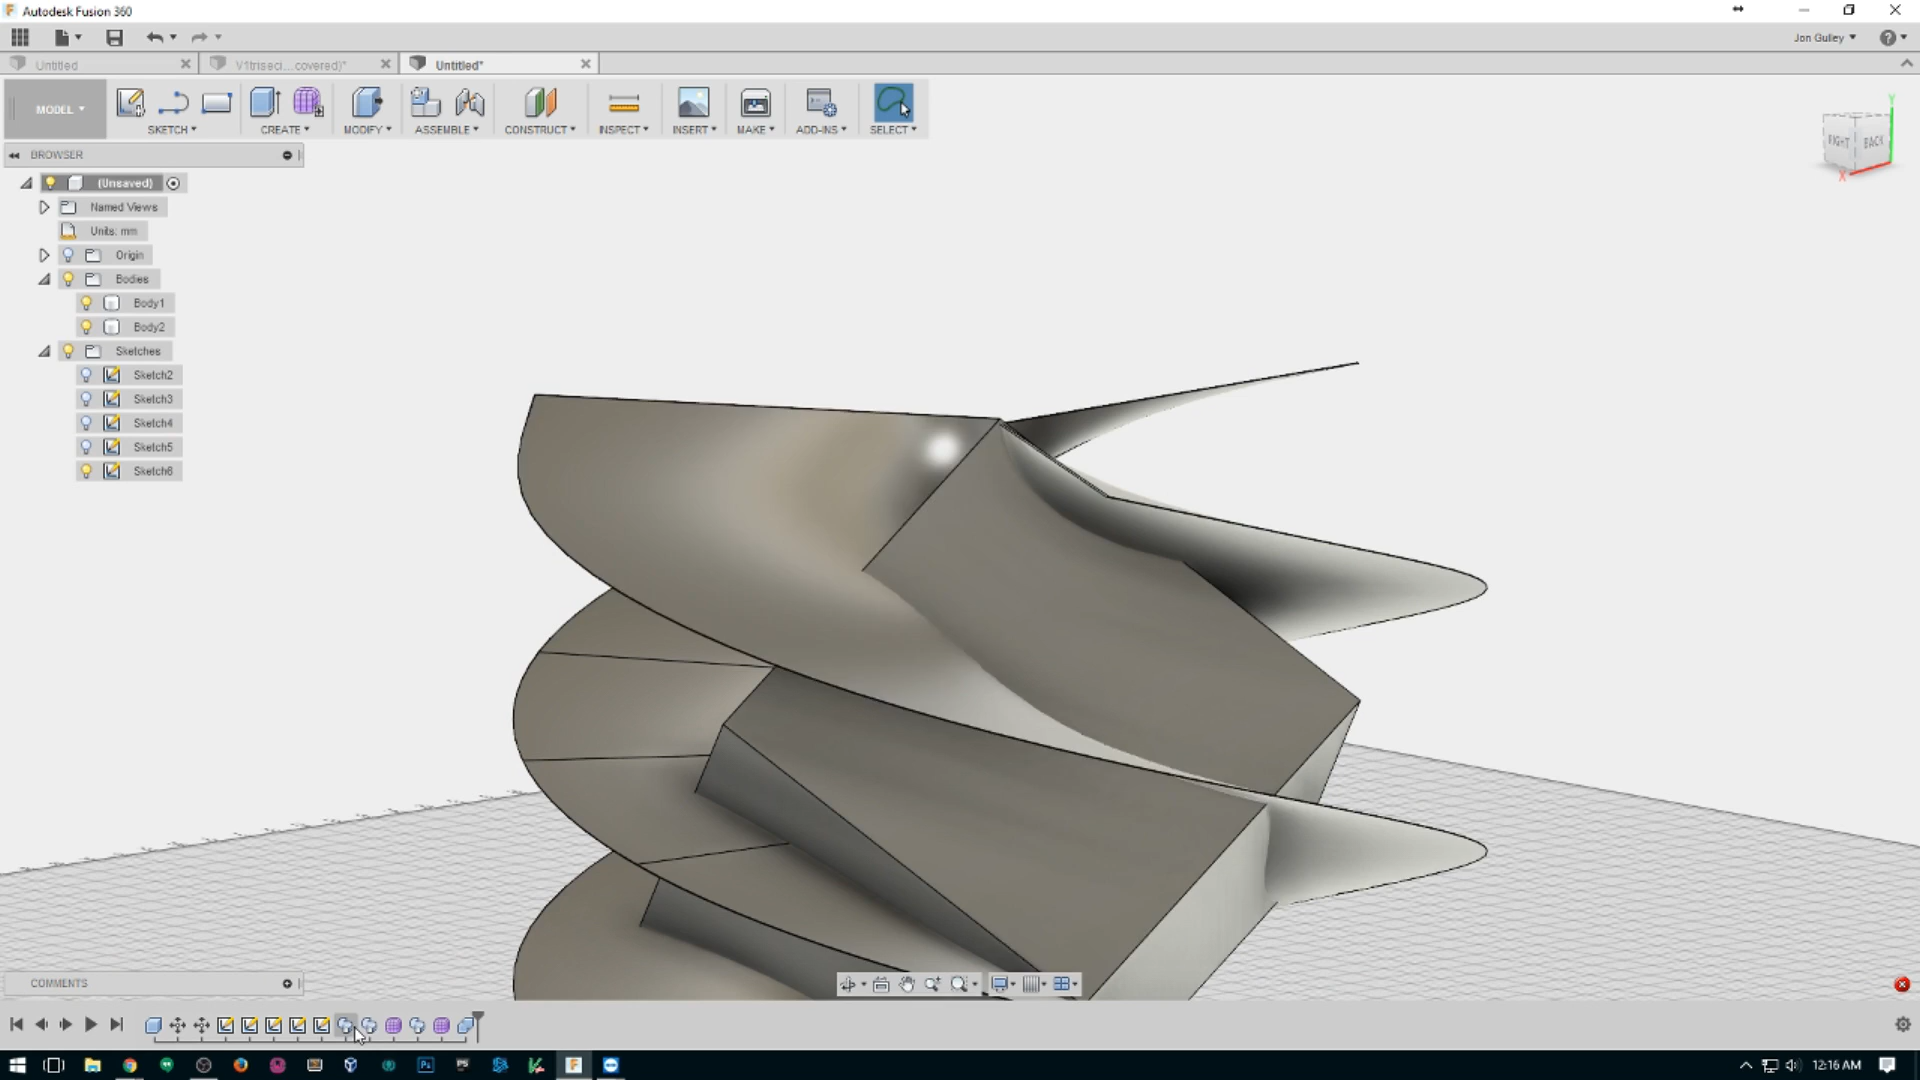 Autodesk Fusion 360
Jon Gulley
Untitled
V1triseci...covered)*
Untitled*
MODEL
SKETCH
CREATE
MODIFY
ASSEMBLE
CONSTRUCT
INSPECT
INSERT
MAKE
ADD-INS
SELECT
Y
RIGHT
BACK
X
BROWSER
(Unsaved)
Named Views
Units: mm
Origin
Bodies
Body1
Body2
Sketches
Sketch2
Sketch3
Sketch4
Sketch5
Sketch6
COMMENTS
12:16 AM